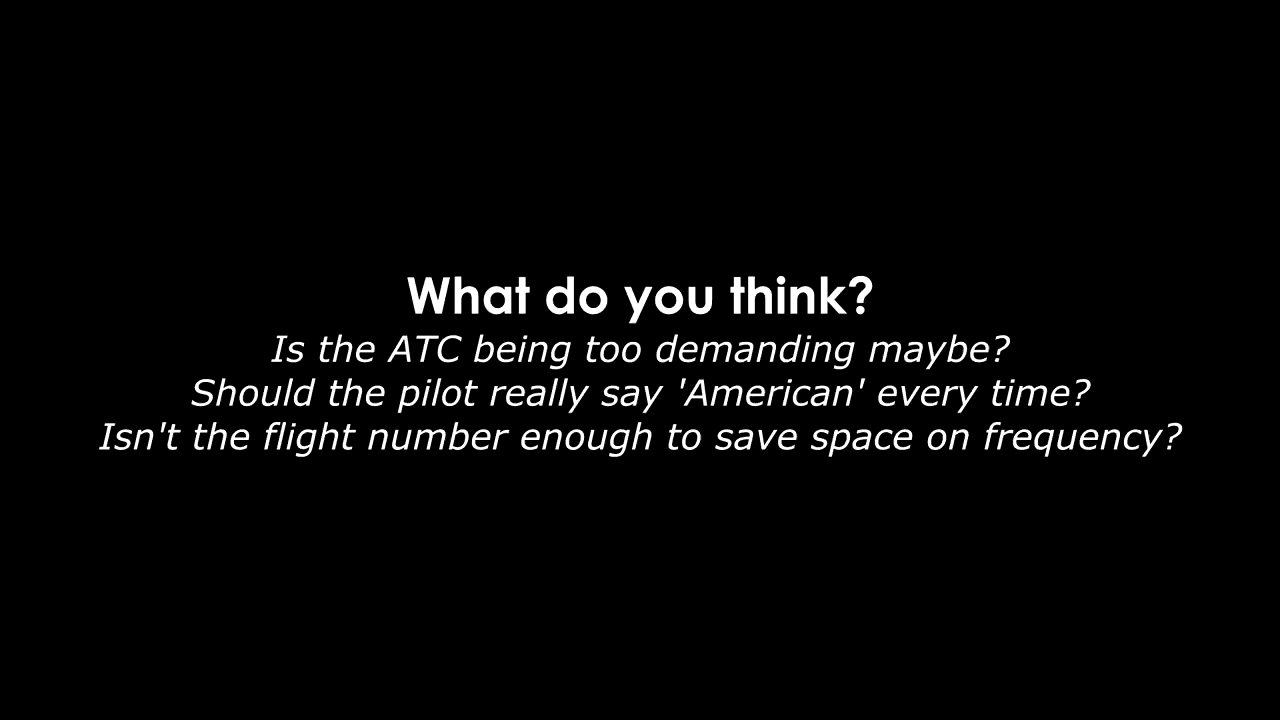 What do you think?
Is the ATC being too demanding maybe?
Should the pilot really say 'American' every time?
Isn't the flight number enough to save space on frequency?